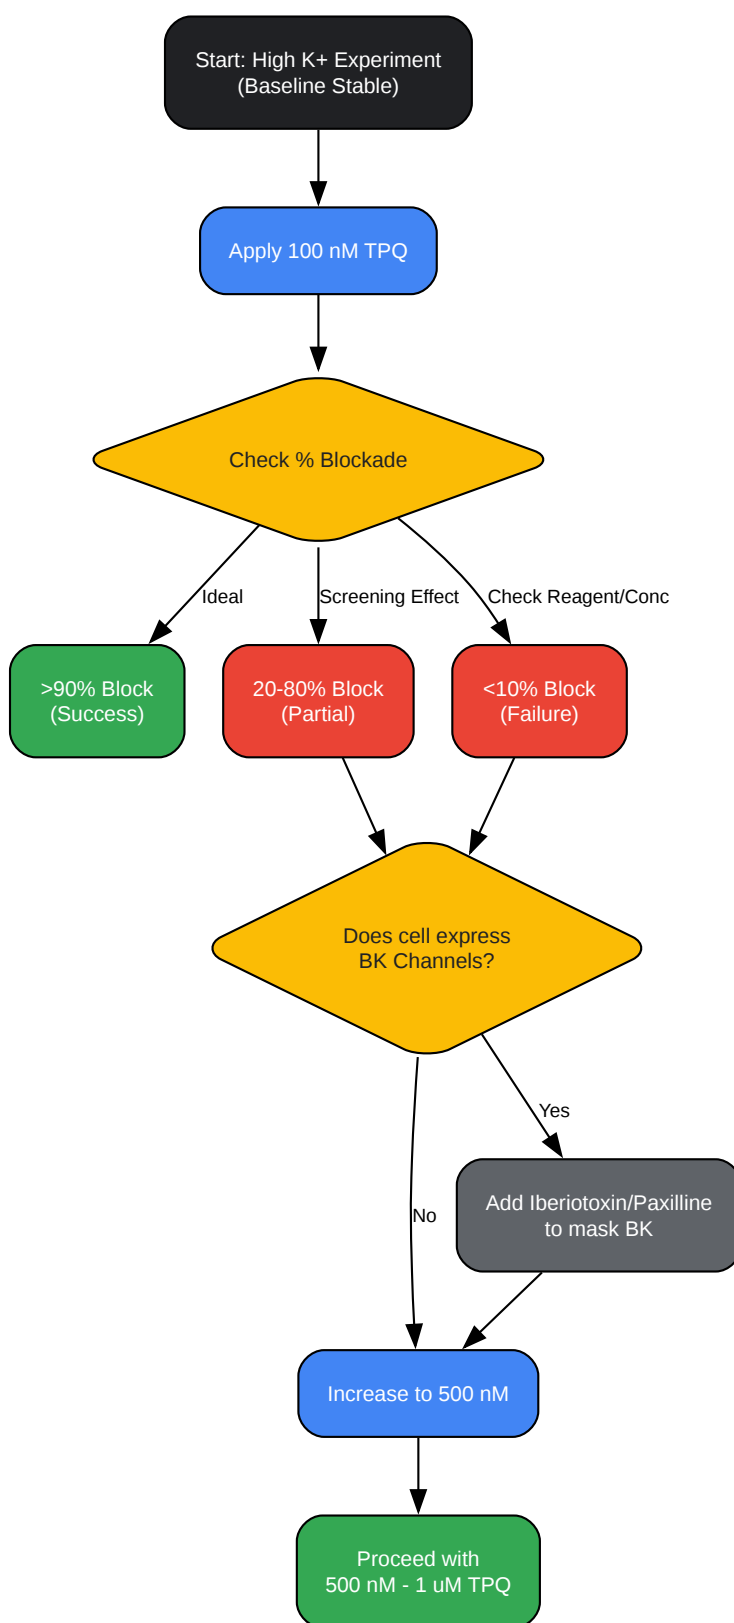 Start: High K+ Experiment
(Baseline Stable)
Apply 100 nM TPQ
Check % Blockade
Ideal
Screening Effect
Check Reagent/Conc
>90% Block
(Success)
20-80% Block
(Partial)
<10% Block
(Failure)
Does cell express
BK Channels?
Yes
Add Iberiotoxin/Paxilline
to mask BK
No
Increase to 500 nM
Proceed with
500 nM - 1 uM TPQ